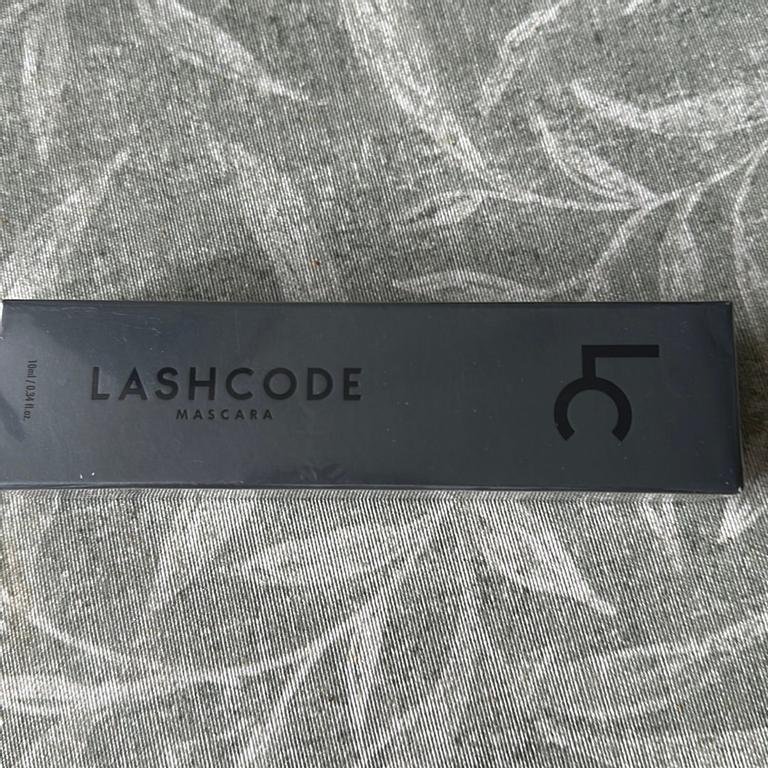 LASHCODE
MASCARA
10ml / 0.34 fl.oz.
LC